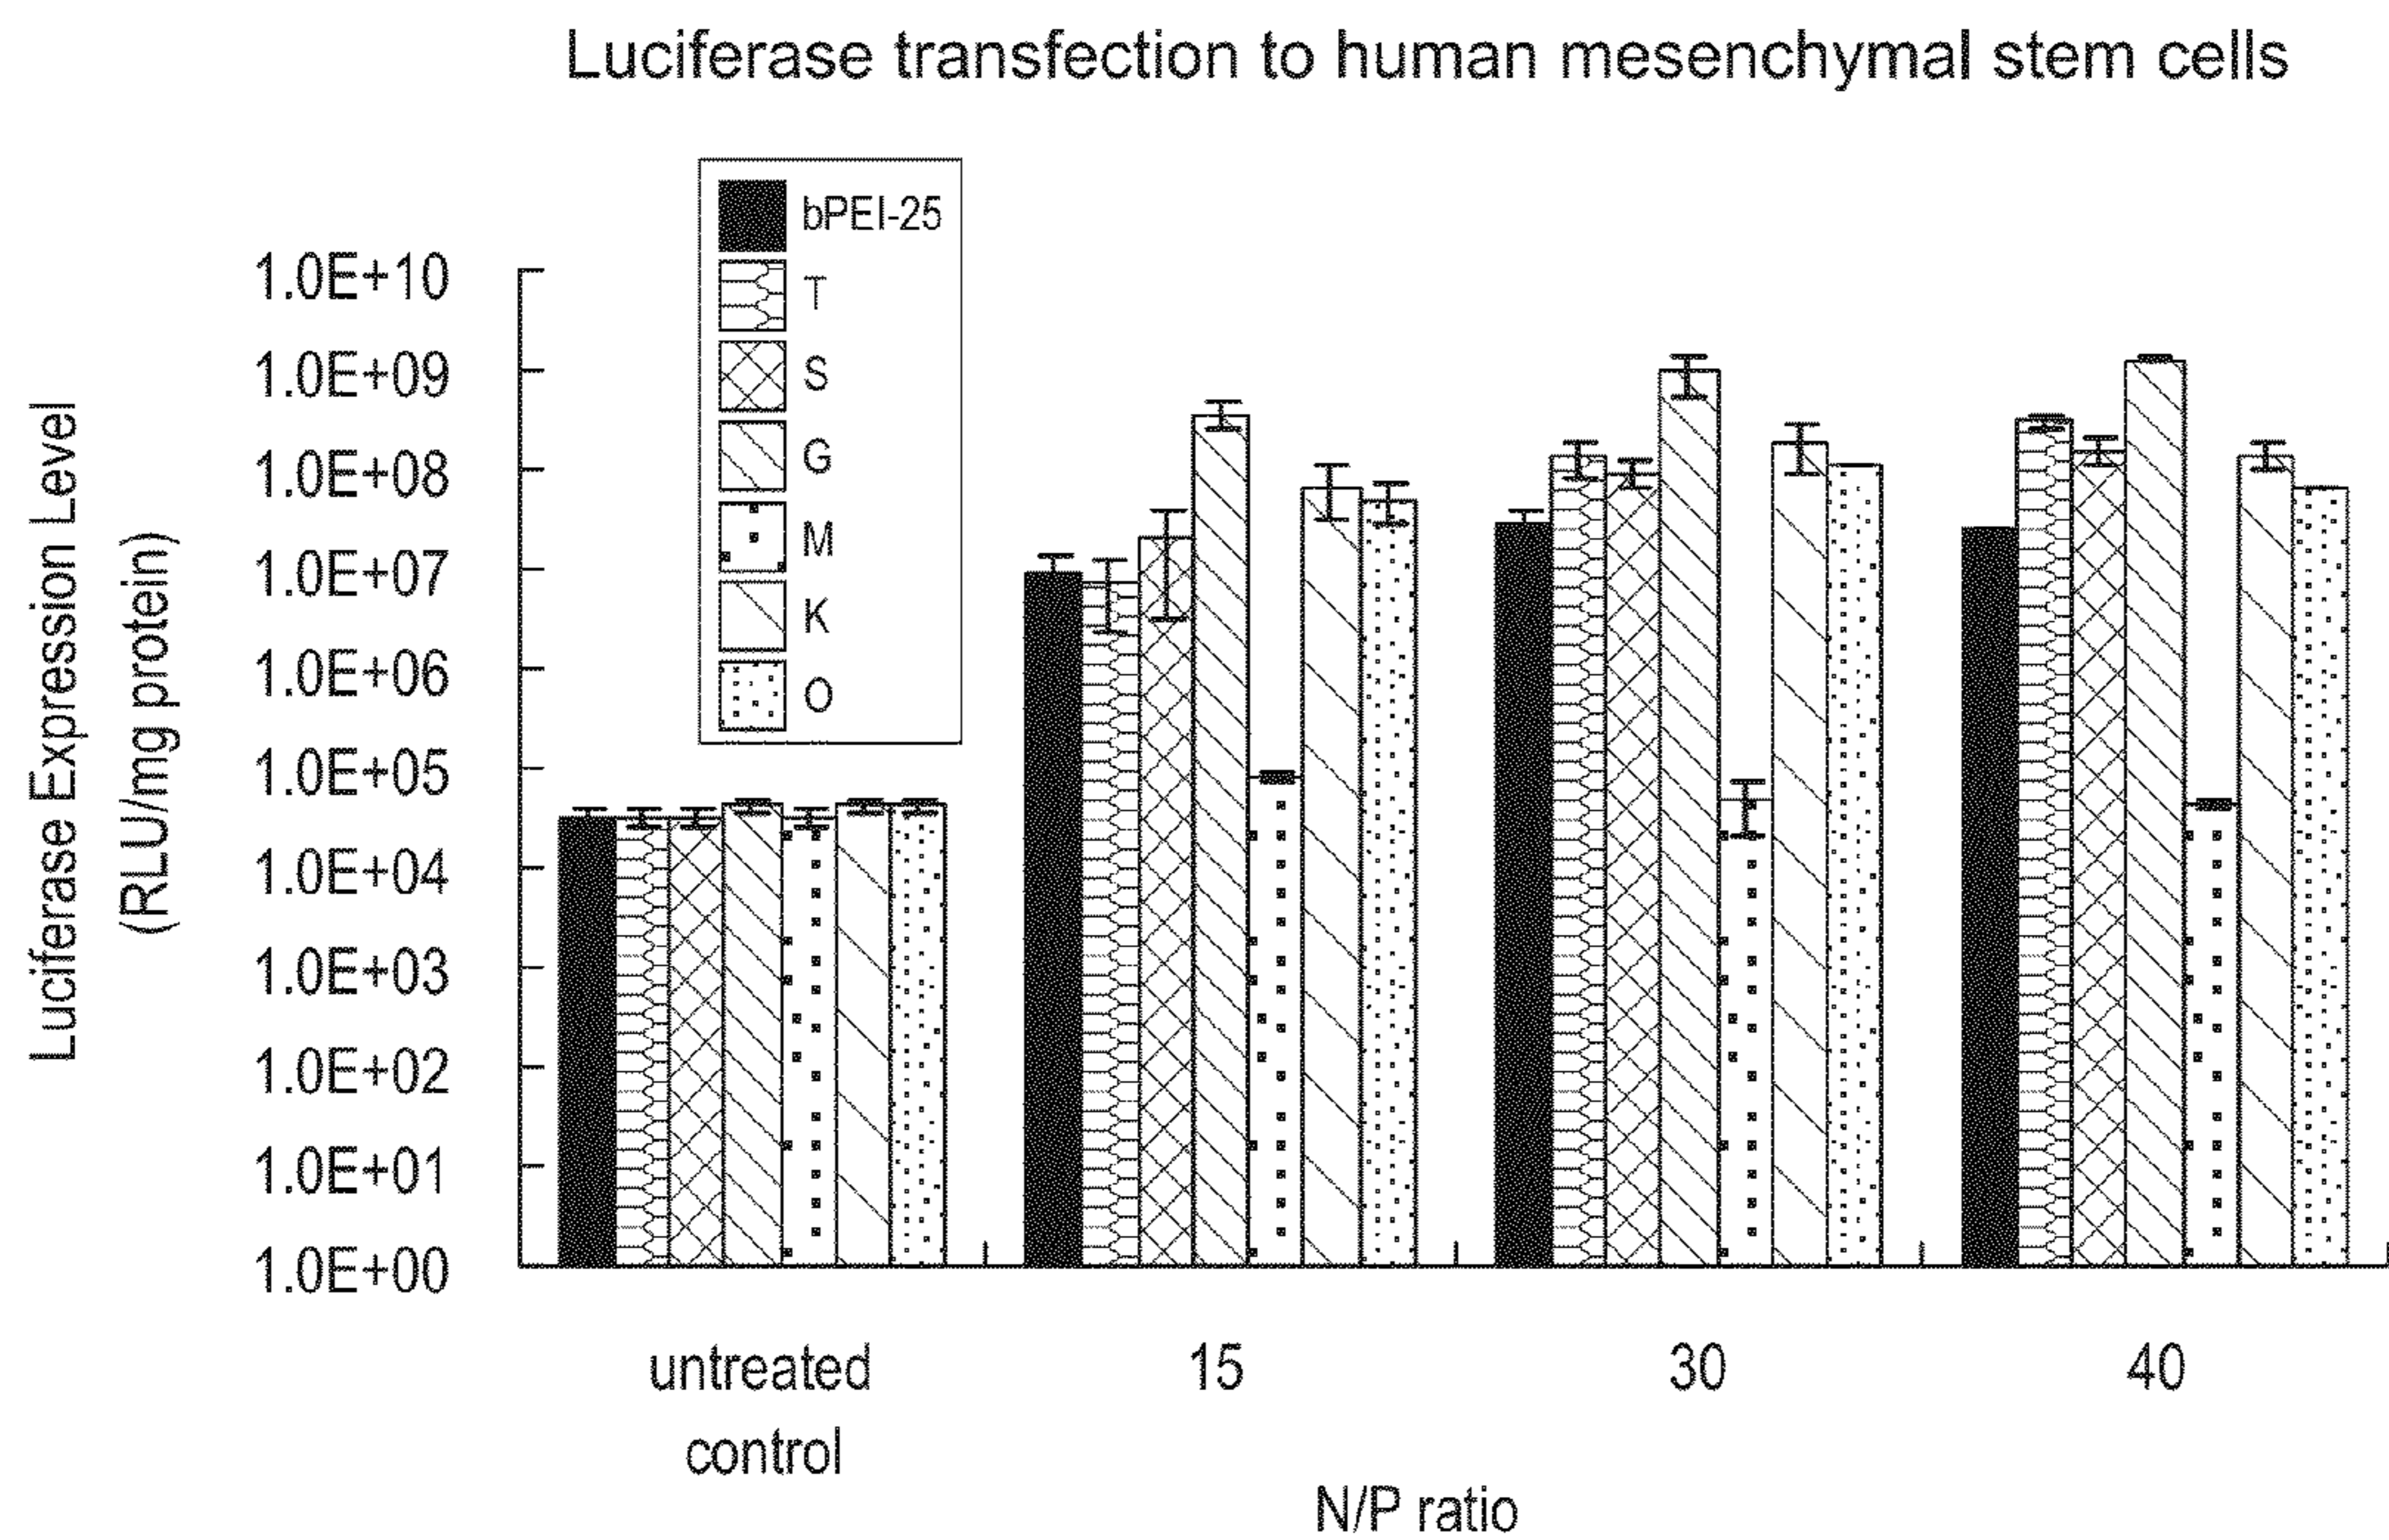 Luciferase transfection to human mesenchymal stem cells
bPEI-25
T
S
G
M
K
O
Luciferase Expression Level
(RLU/mg protein)
1.0E+10
1.0E+09
1.0E+08
1.0E+07
1.0E+06
1.0E+05
1.0E+04
1.0E+03
1.0E+02
1.0E+01
1.0E+00
untreated
control
15
30
40
N/P ratio